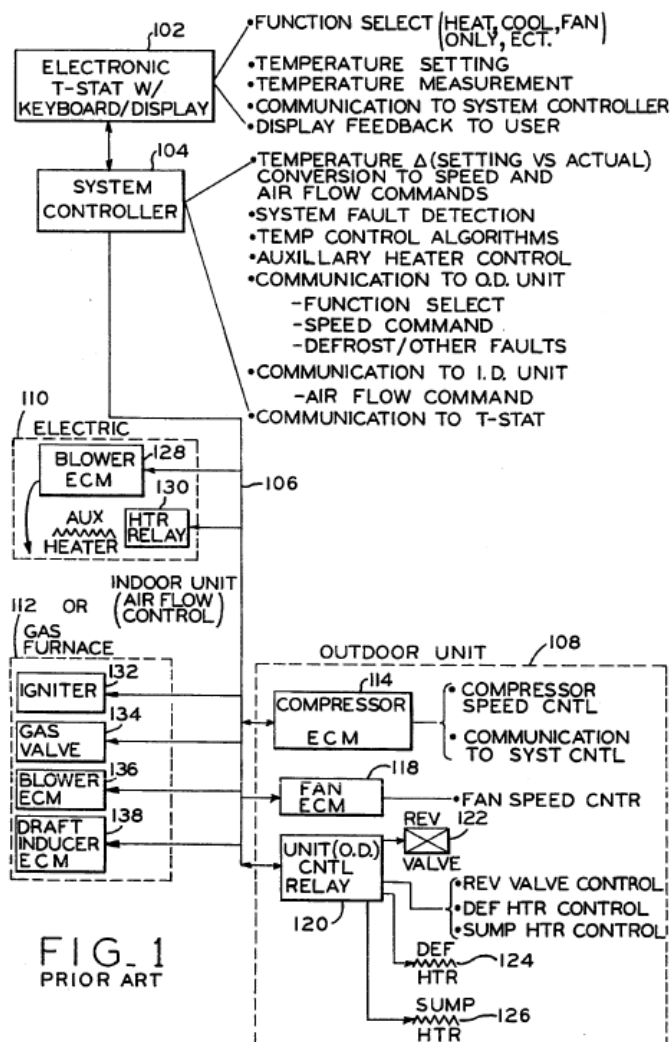 102
ELECTRONIC
T-STAT W/
KEYBOARD/DISPLAY
•FUNCTION SELECT (HEAT, COOL, FAN
ONLY, ECT.)
•TEMPERATURE SETTING
•TEMPERATURE MEASUREMENT
•COMMUNICATION TO SYSTEM CONTROLLER
•DISPLAY FEEDBACK TO USER
104
SYSTEM
CONTROLLER
•TEMPERATURE Δ (SETTING VS ACTUAL)
CONVERSION TO SPEED AND
AIR FLOW COMMANDS
•SYSTEM FAULT DETECTION
•TEMP CONTROL ALGORITHMS
•AUXILLARY HEATER CONTROL
•COMMUNICATION TO O.D. UNIT
-FUNCTION SELECT
-SPEED COMMAND
-DEFROST/OTHER FAULTS
•COMMUNICATION TO I.D. UNIT
-AIR FLOW COMMAND
•COMMUNICATION TO T-STAT
110
ELECTRIC
BLOWER
ECM
128
106
130
AUX
HEATER
HTR
RELAY
INDOOR UNIT
(AIR FLOW
CONTROL)
112 OR
GAS
FURNACE
IGNITER
132
GAS
VALVE
134
BLOWER
ECM
136
DRAFT
INDUCER
ECM
138
OUTDOOR UNIT
108
114
COMPRESSOR
ECM
• COMPRESSOR
SPEED CNTL
• COMMUNICATION
TO SYST CNTL
118
FAN
ECM
•FAN SPEED CNTR
REV
VALVE
122
UNIT (O.D.)
CNTL
RELAY
120
•REV VALVE CONTROL
•DEF HTR CONTROL
•SUMP HTR CONTROL
DEF
HTR
124
SUMP
HTR
126
FIG_1
PRIOR ART